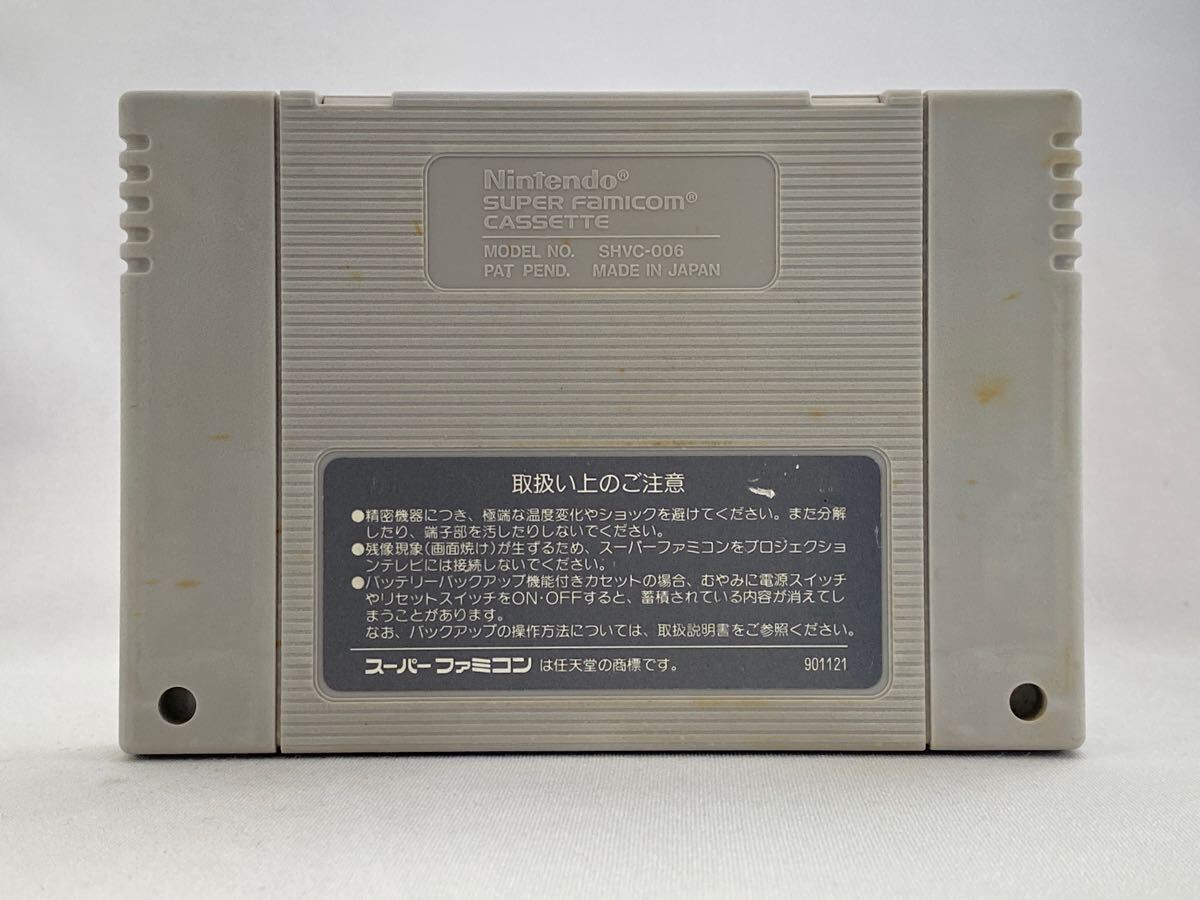 Nintendo®
SUPER FAMICOM®
CASSETTE
MODEL NO. SHVC-006
PAT PEND. MADE IN JAPAN
取扱い上のご注意
●精密機器につき、極端な温度変化やショックを避けてください。また分解
したり、端子部を汚したりしないでください。
●残像現象(画面焼け)が生ずるため、スーパーファミコンをプロジェクショ
ンテレビには接続しないでください。
●バッテリーバックアップ機能付きカセットの場合、むやみに電源スイッチ
やリセットスイッチをON・OFFすると、蓄積されている内容が消えてし
まうことがあります。
なお、バックアップの操作方法については、取扱説明書をご参照ください。
スーパーファミコン は任天堂の商標です。 901121